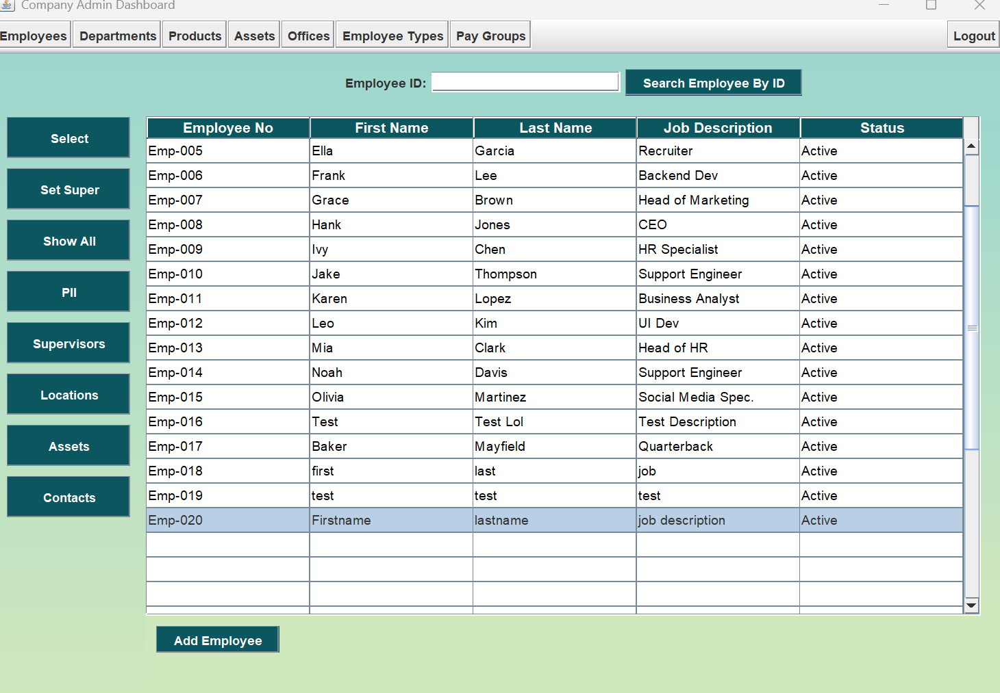 Company Admin Dashboard
Employees Departments Products Assets Offices Employee Types Pay Groups Logout
Employee ID: Search Employee By ID
Select
Set Super
Show All
PII
Supervisors
Locations
Assets
Contacts
Employee No First Name Last Name Job Description Status
Emp-005 Ella Garcia Recruiter Active
Emp-006 Frank Lee Backend Dev Active
Emp-007 Grace Brown Head of Marketing Active
Emp-008 Hank Jones CEO Active
Emp-009 Ivy Chen HR Specialist Active
Emp-010 Jake Thompson Support Engineer Active
Emp-011 Karen Lopez Business Analyst Active
Emp-012 Leo Kim UI Dev Active
Emp-013 Mia Clark Head of HR Active
Emp-014 Noah Davis Support Engineer Active
Emp-015 Olivia Martinez Social Media Spec. Active
Emp-016 Test Test Lol Test Description Active
Emp-017 Baker Mayfield Quarterback Active
Emp-018 first last job Active
Emp-019 test test test Active
Emp-020 Firstname lastname job description Active
Add Employee